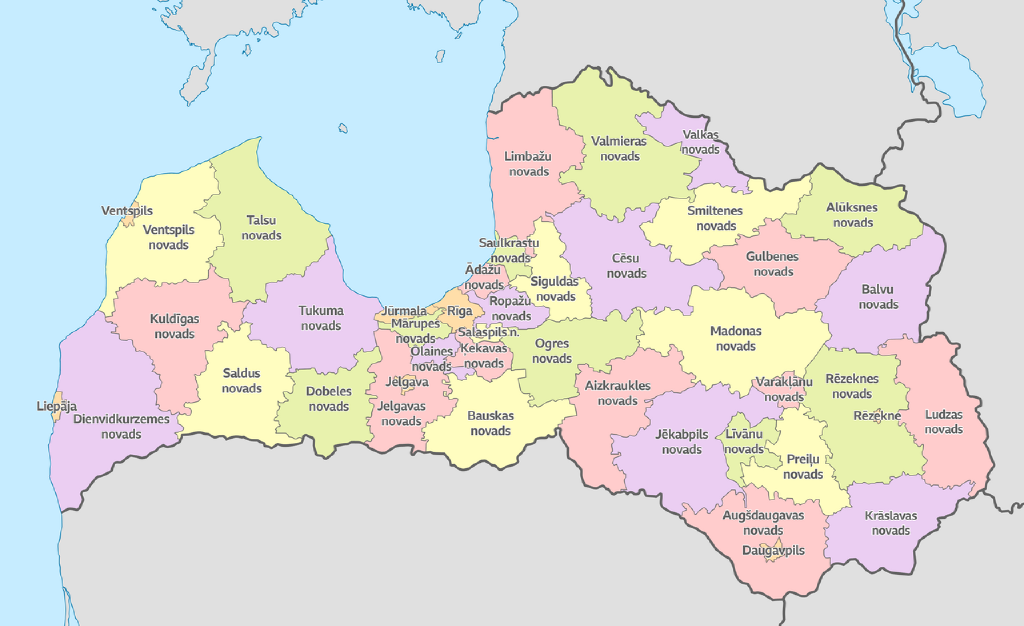 Valkas
novads
Valmieras
novads
Limbažu
novads
Ventspils
Ventspils
novads
Talsu
novads
Smiltenes
novads
Alūksnes
novads
Saulkrastu
novads
Cēsu
novads
Gulbenes
novads
Ādažu
novads
Siguldas
novads
Balvu
novads
Kuldīgas
novads
Tukuma
novads
Jūrmala
Rīga
Ropažu
novads
Mārupes
novads
Salaspils n.
Madonas
novads
Olaines
novads
Ķekavas
novads
Ogres
novads
Saldus
novads
Dobeles
novads
Jelgava
Jelgavas
novads
Aizkraukles
novads
Varakļānu
novads
Rēzeknes
novads
Rēzekne
Ludzas
novads
Liepāja
Dienvidkurzemes
novads
Bauskas
novads
Jēkabpils
novads
Līvānu
novads
Preiļu
novads
Augšdaugavas
novads
Daugavpils
Krāslavas
novads